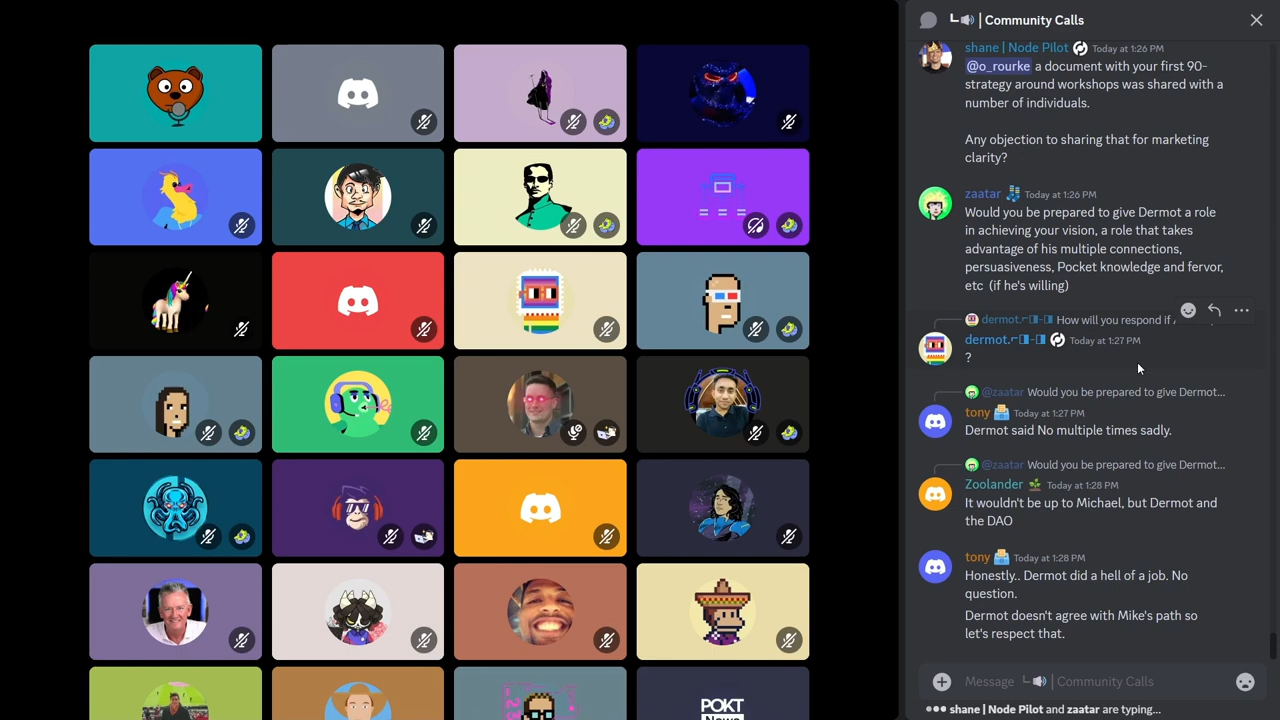 ┗🔊 | Community Calls
shane | Node Pilot Today at 1:26 PM
@o_rourke a document with your first 90-
strategy around workshops was shared with a
number of individuals.
Any objection to sharing that for marketing
clarity?
zaatar Today at 1:26 PM
Would you be prepared to give Dermot a role
in achieving your vision, a role that takes
advantage of his multiple connections,
persuasiveness, Pocket knowledge and fervor,
etc (if he's willing)
dermot.⌐◨-◨ How will you respond if
dermot.⌐◨-◨ Today at 1:27 PM
?
@zaatar Would you be prepared to give Dermot...
tony Today at 1:27 PM
Dermot said No multiple times sadly.
@zaatar Would you be prepared to give Dermot...
Zoolander Today at 1:28 PM
It wouldn't be up to Michael, but Dermot and
the DAO
tony Today at 1:28 PM
Honestly.. Dermot did a hell of a job. No
question.
Dermot doesn't agree with Mike's path so
let's respect that.
Message ┗🔊 | Community Calls
shane | Node Pilot and zaatar are typing...
POKT
News